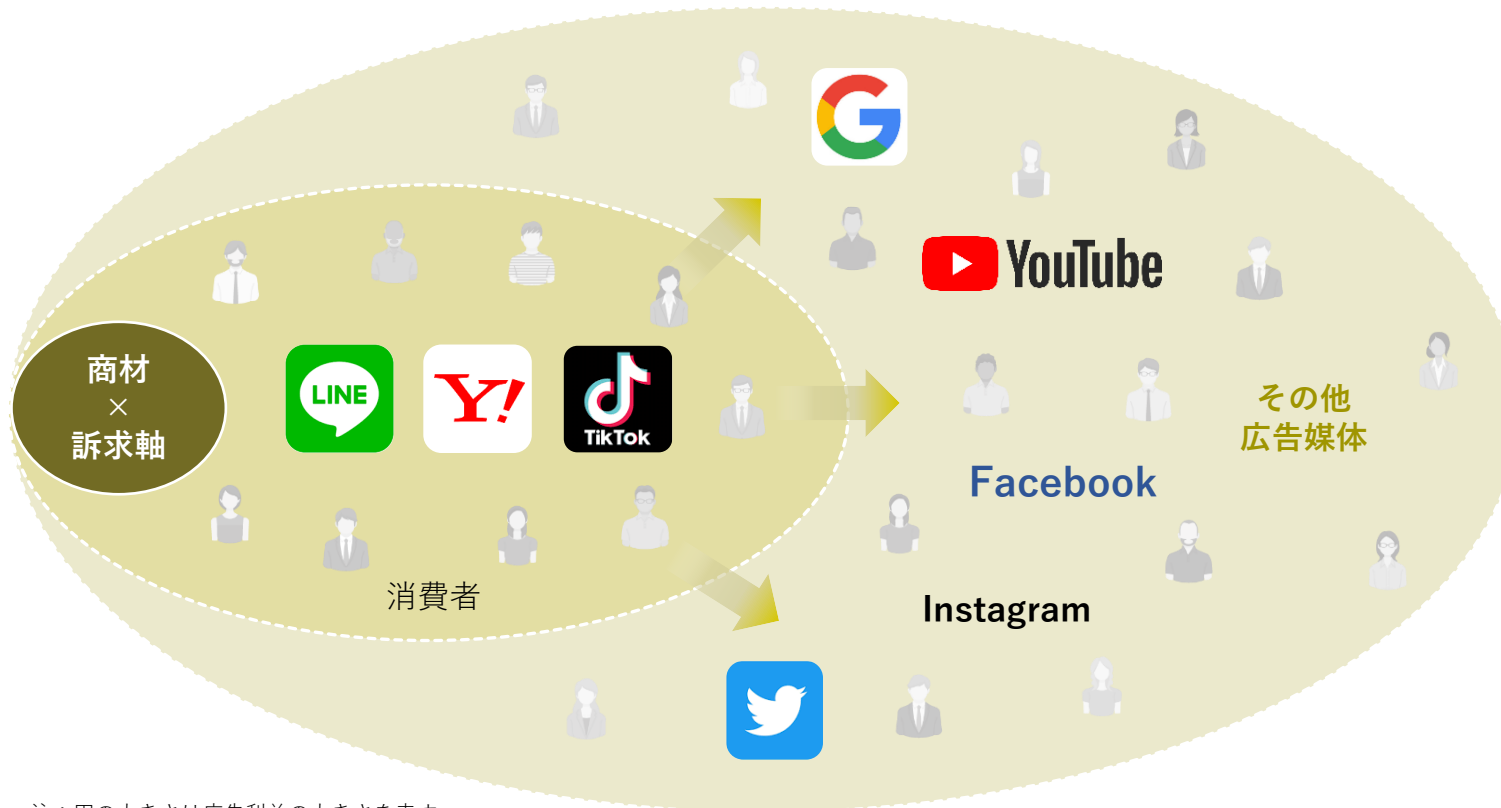 YouTube
商材
×
訴求軸
LINE
Y!
TikTok
その他
広告媒体
Facebook
消費者
Instagram